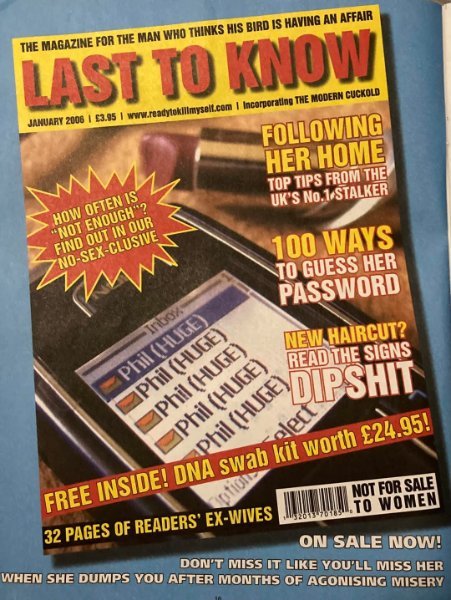 THE MAGAZINE FOR THE MAN WHO THINKS HIS BIRD IS HAVING AN AFFAIR
LAST TO KNOW
JANUARY 2006 | £3.95 | www.readytokillmyself.com | Incorporating THE MODERN CUCKOLD
FOLLOWING
HER HOME
TOP TIPS FROM THE
UK'S No.1 STALKER
HOW OFTEN IS
"NOT ENOUGH"?
FIND OUT IN OUR
NO-SEX-CLUSIVE
100 WAYS
TO GUESS HER
PASSWORD
NEW HAIRCUT?
READ THE SIGNS
DIPSHIT
Inbox
Phil (HUGE)
Phil (HUGE)
Phil (HUGE)
Phil (HUGE)
Phil (HUGE)
Options Select
FREE INSIDE! DNA swab kit worth £24.95!
32 PAGES OF READERS' EX-WIVES
NOT FOR SALE
TO WOMEN
ON SALE NOW!
DON'T MISS IT LIKE YOU'LL MISS HER
WHEN SHE DUMPS YOU AFTER MONTHS OF AGONISING MISERY